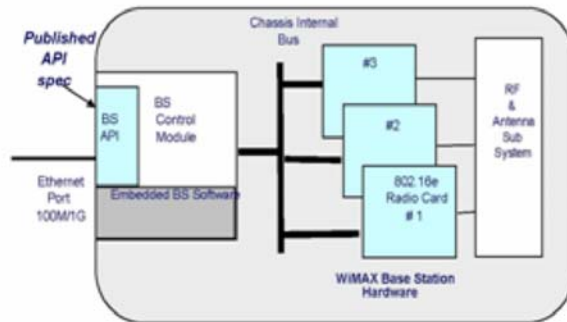 Published
API
spec
Chassis Internal
Bus
BS
API
BS
Control
Module
#3
#2
802.16e
Radio Card
# 1
RF
&
Antenna
Sub
System
Ethernet
Port
100M/1G
Embedded BS Software
WiMAX Base Station
Hardware